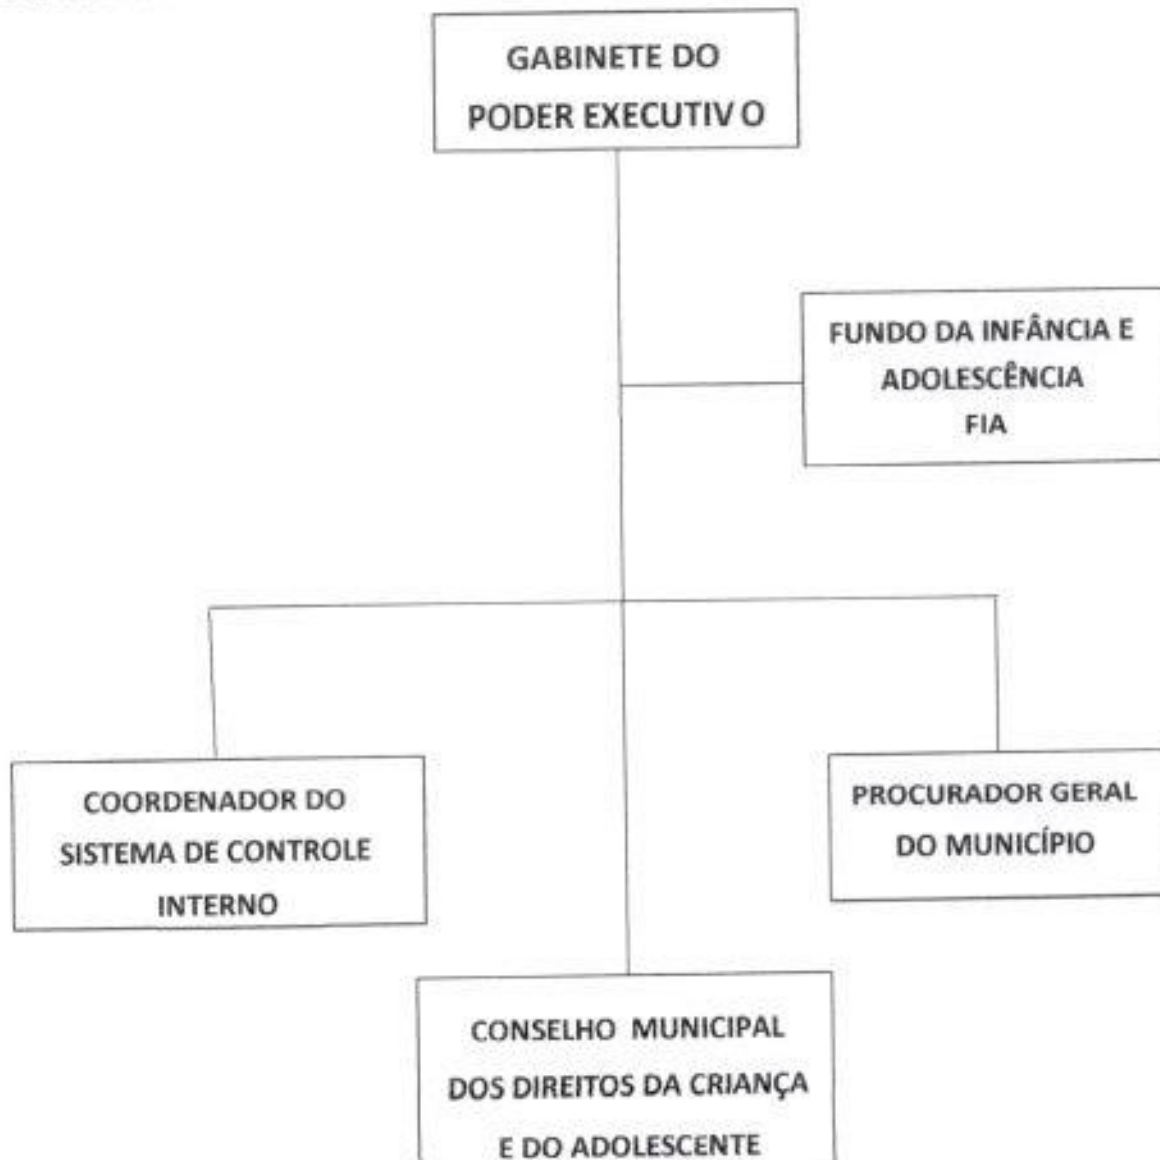 GABINETE DO
PODER EXECUTIVO
FUNDO DA INFÂNCIA E
ADOLESCÊNCIA
FIA
COORDENADOR DO
SISTEMA DE CONTROLE
INTERNO
PROCURADOR GERAL
DO MUNICÍPIO
CONSELHO MUNICIPAL
DOS DIREITOS DA CRIANÇA
E DO ADOLESCENTE